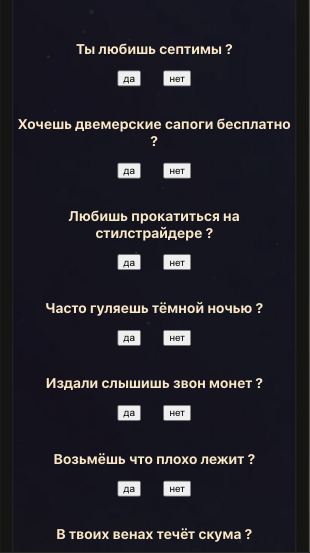 Ты любишь септимы ?
да нет
Хочешь двемерские сапоги бесплатно
?
да нет
Любишь прокатиться на
стилстрайдере ?
да нет
Часто гуляешь тёмной ночью ?
да нет
Издали слышишь звон монет ?
да нет
Возьмёшь что плохо лежит ?
да нет
В твоих венах течёт скума ?